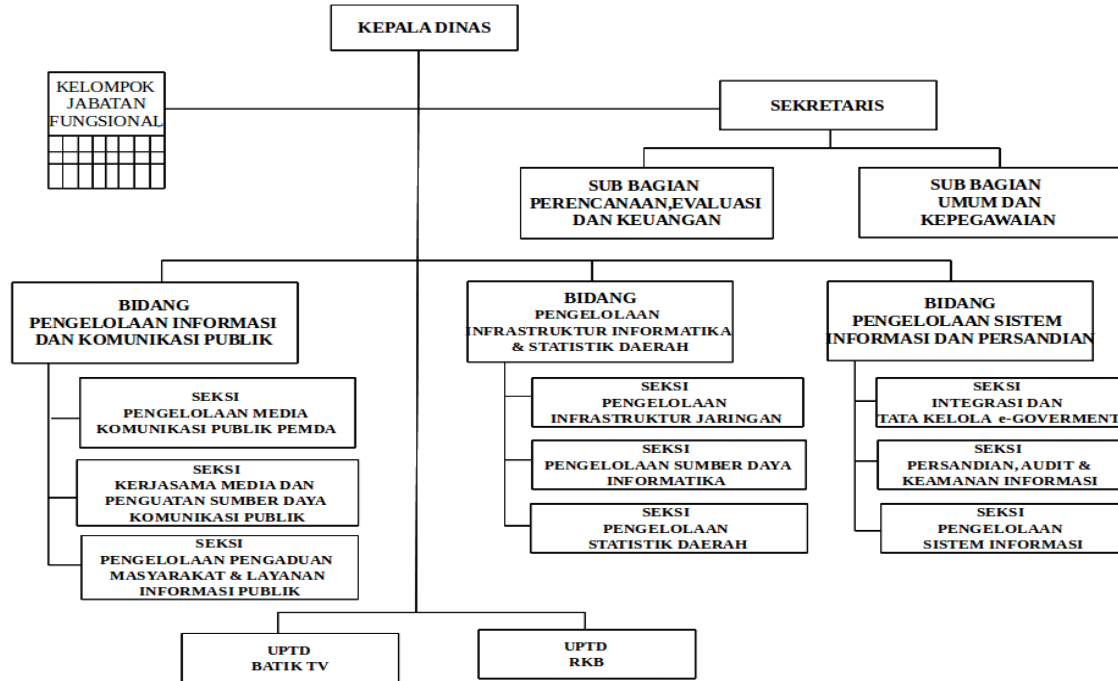 KEPALA DINAS
KELOMPOK
JABATAN
FUNGSIONAL
SEKRETARIS
SUB BAGIAN
PERENCANAAN,EVALUASI
DAN KEUANGAN
SUB BAGIAN
UMUM DAN
KEPEGAWAIAN
BIDANG
PENGELOLAAN INFORMASI
DAN KOMUNIKASI PUBLIK
BIDANG
PENGELOLAAN
INFRASTRUKTUR INFORMATIKA
& STATISTIK DAERAH
BIDANG
PENGELOLAAN SISTEM
INFORMASI DAN PERSANDIAN
SEKSI
PENGELOLAAN MEDIA
KOMUNIKASI PUBLIK PEMDA
SEKSI
KERJASAMA MEDIA DAN
PENGUATAN SUMBER DAYA
KOMUNIKASI PUBLIK
SEKSI
PENGELOLAAN PENGADUAN
MASYARAKAT & LAYANAN
INFORMASI PUBLIK
SEKSI
PENGELOLAAN
INFRASTRUKTUR JARINGAN
SEKSI
PENGELOLAAN SUMBER DAYA
INFORMATIKA
SEKSI
PENGELOLAAN
STATISTIK DAERAH
SEKSI
INTEGRASI DAN
TATA KELOLA e-GOVERMENT
SEKSI
PERSANDIAN, AUDIT &
KEAMANAN INFORMASI
SEKSI
PENGELOLAAN
SISTEM INFORMASI
UPTD
BATIK TV
UPTD
RKB